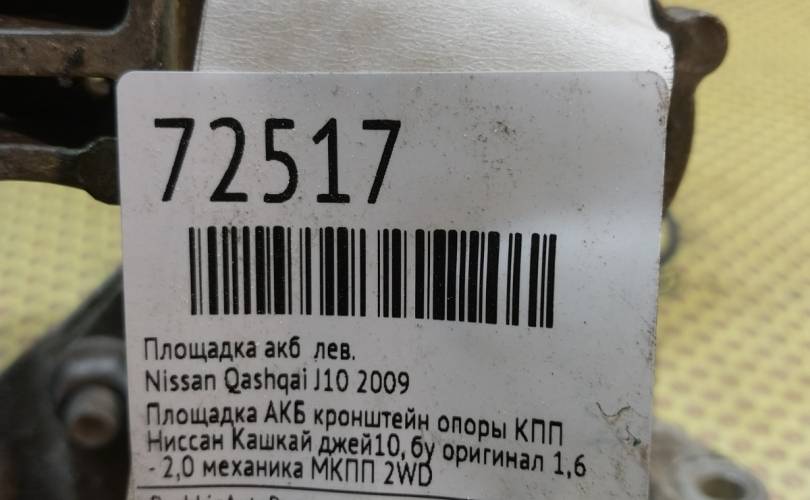 72517
Площадка акб лев.
Nissan Qashqai J10 2009
Площадка АКБ кронштейн опоры КПП
Ниссан Кашкай джей10, бу оригинал 1,6
- 2,0 механика МКПП 2WD